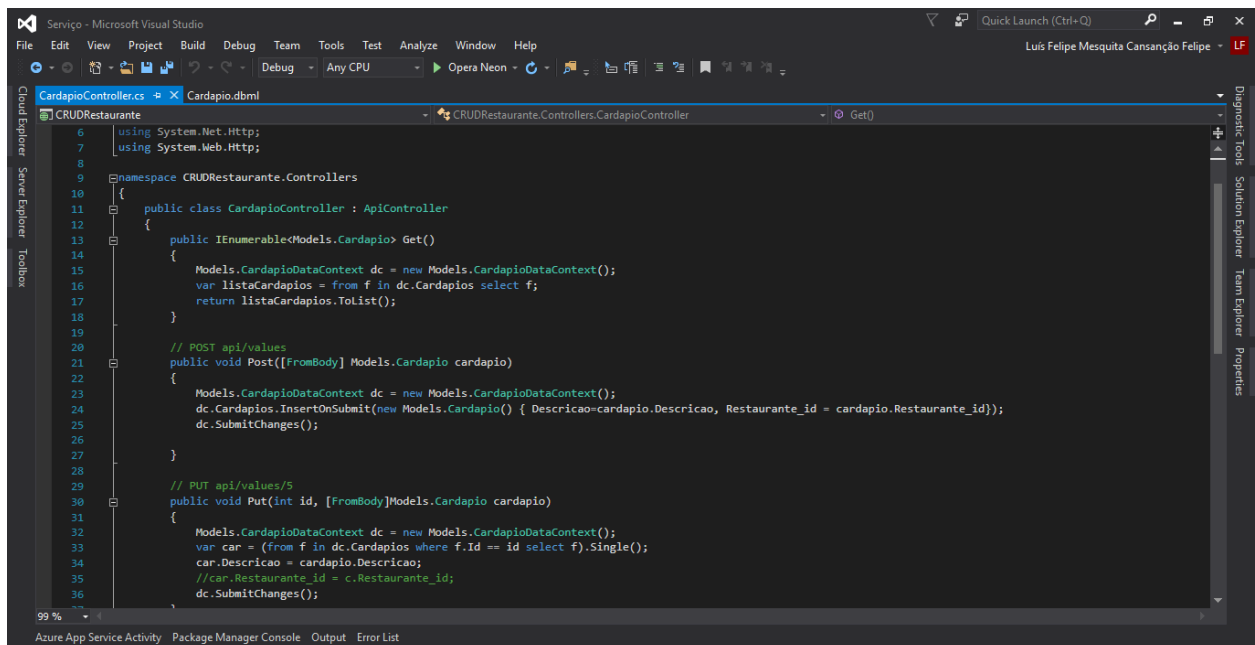 Serviço - Microsoft Visual Studio
Quick Launch (Ctrl+Q)
File Edit View Project Build Debug Team Tools Test Analyze Window Help
Luís Felipe Mesquita Cansanção Felipe LF
Debug Any CPU Opera Neon
CardapioController.cs Cardapio.dbml
CRUDRestaurante CRUDRestaurante.Controllers.CardapioController Get()
Cloud Explorer
Server Explorer
Toolbox
6 using System.Net.Http;
7 using System.Web.Http;
8
9 namespace CRUDRestaurante.Controllers
10 {
11 public class CardapioController : ApiController
12 {
13 public IEnumerable<Models.Cardapio> Get()
14 {
15 Models.CardapioDataContext dc = new Models.CardapioDataContext();
16 var listaCardapios = from f in dc.Cardapios select f;
17 return listaCardapios.ToList();
18 }
19
20 // POST api/values
21 public void Post([FromBody] Models.Cardapio cardapio)
22 {
23 Models.CardapioDataContext dc = new Models.CardapioDataContext();
24 dc.Cardapios.InsertOnSubmit(new Models.Cardapio() { Descricao=cardapio.Descricao, Restaurante_id = cardapio.Restaurante_id});
25 dc.SubmitChanges();
26
27 }
28
29 // PUT api/values/5
30 public void Put(int id, [FromBody]Models.Cardapio cardapio)
31 {
32 Models.CardapioDataContext dc = new Models.CardapioDataContext();
33 var car = (from f in dc.Cardapios where f.Id == id select f).Single();
34 car.Descricao = cardapio.Descricao;
35 //car.Restaurante_id = c.Restaurante_id;
36 dc.SubmitChanges();
Diagnostic Tools
Solution Explorer
Team Explorer
Properties
99 %
Azure App Service Activity Package Manager Console Output Error List